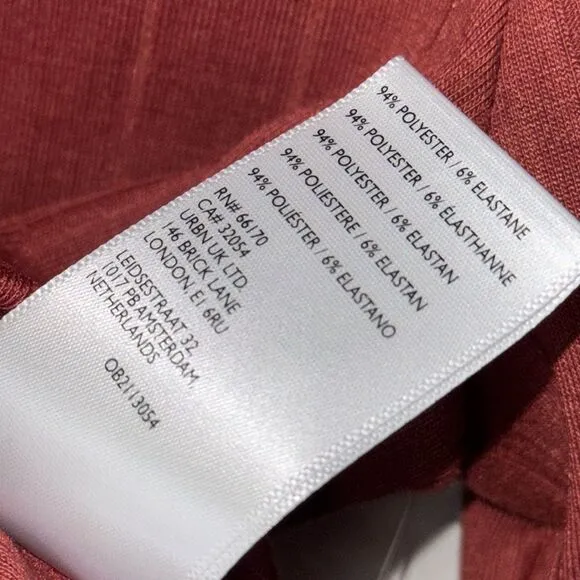 94% POLYESTER / 6% ELASTANE
94% POLYESTER / 6% ÉLASTHANNE
94% POLYESTER / 6% ELASTAN
94% POLIESTERE / 6% ELASTAN
94% POLIÉSTER / 6% ELASTANO
RN# 66170
CA# 32054
URBN UK LTD
146 BRICK LANE
LONDON E1 6RU
LEIDSESTRAAT 32
1017 PB AMSTERDAM,
NETHERLANDS
OB2113054